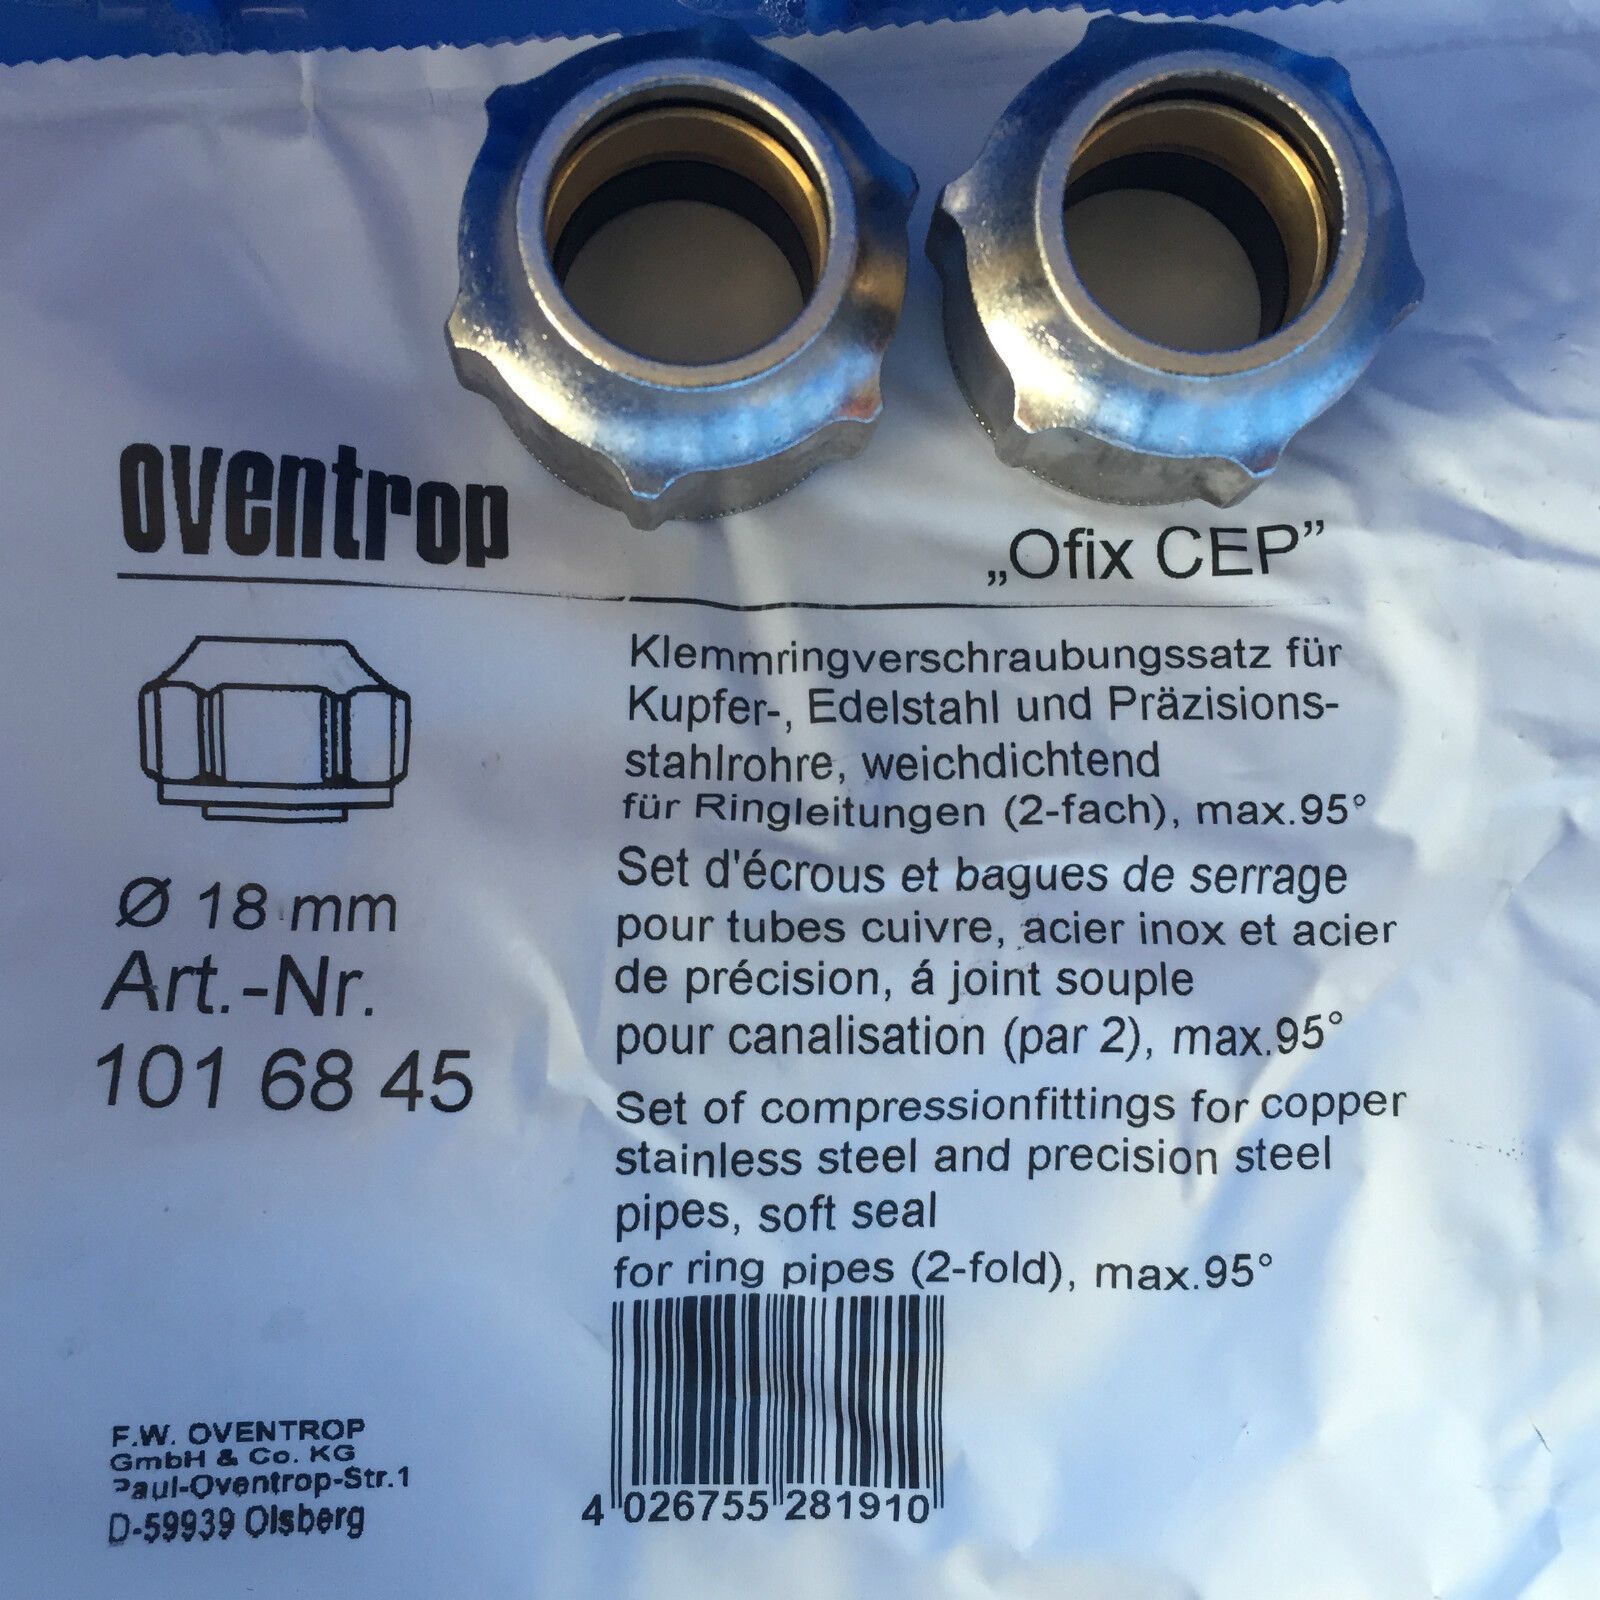 oventrop
„Ofix CEP”
Klemmringverschraubungssatz für
Kupfer-, Edelstahl und Präzisions-
stahlrohre, weichdichtend
für Ringleitungen (2-fach), max.95°
Ø 18 mm
Art.-Nr.
101 68 45
Set d'écrous et bagues de serrage
pour tubes cuivre, acier inox et acier
de précision, á joint souple
pour canalisation (par 2), max.95°
Set of compressionfittings for copper
stainless steel and precision steel
pipes, soft seal
for ring pipes (2-fold), max.95°
F.W. OVENTROP
GmbH & Co. KG
Paul-Oventrop-Str.1
D-59939 Olsberg
4 026755 281910